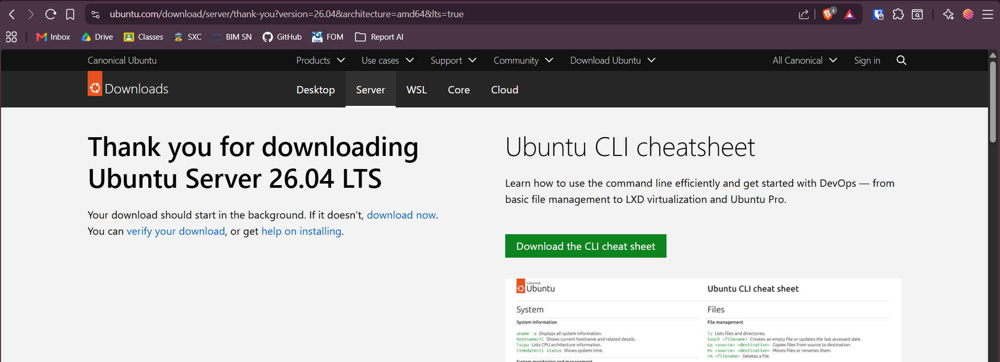 ubuntu.com/download/server/thank-you?version=26.04&architecture=amd64&lts=true
4
Inbox Drive Classes SXC BIM SN GitHub FOM Report AI
Canonical Ubuntu Products Use cases Support Community Download Ubuntu All Canonical Sign in
Downloads Desktop Server WSL Core Cloud
Thank you for downloading
Ubuntu Server 26.04 LTS
Your download should start in the background. If it doesn’t, download now.
You can verify your download, or get help on installing.
Ubuntu CLI cheatsheet
Learn how to use the command line efficiently and get started with DevOps — from
basic file management to LXD virtualization and Ubuntu Pro.
Download the CLI cheat sheet
Canonical
Ubuntu
Ubuntu CLI cheat sheet
System
System information
uname -a Displays all system information.
hostnamectl Shows current hostname and related details.
lscpu Lists CPU architecture information.
timedatectl status Shows system time.
System monitoring and management
Files
File management
ls Lists files and directories.
touch <filename> Creates an empty file or updates the last accessed date.
cp <source> <destination> Copies files from source to destination.
mv <source> <destination> Moves files or renames them.
rm <filename> Deletes a file.